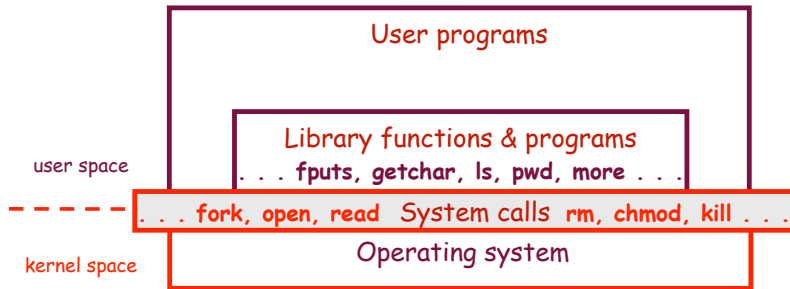 User programs
Library functions & programs
user space
. . . fputs, getchar, ls, pwd, more . . .
. . . fork, open, read System calls rm, chmod, kill . . .
Operating system
kernel space